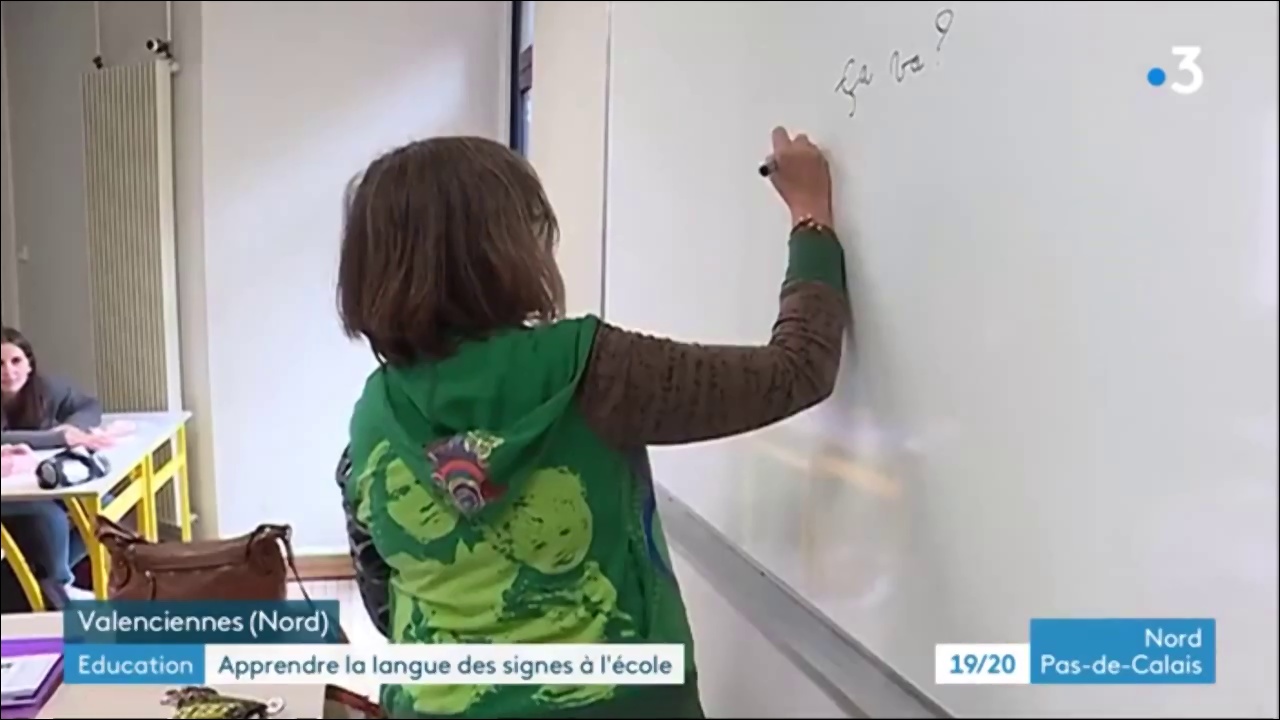 Ça va ?
3
Valenciennes (Nord)
Education Apprendre la langue des signes à l'école
19/20
Nord
Pas-de-Calais